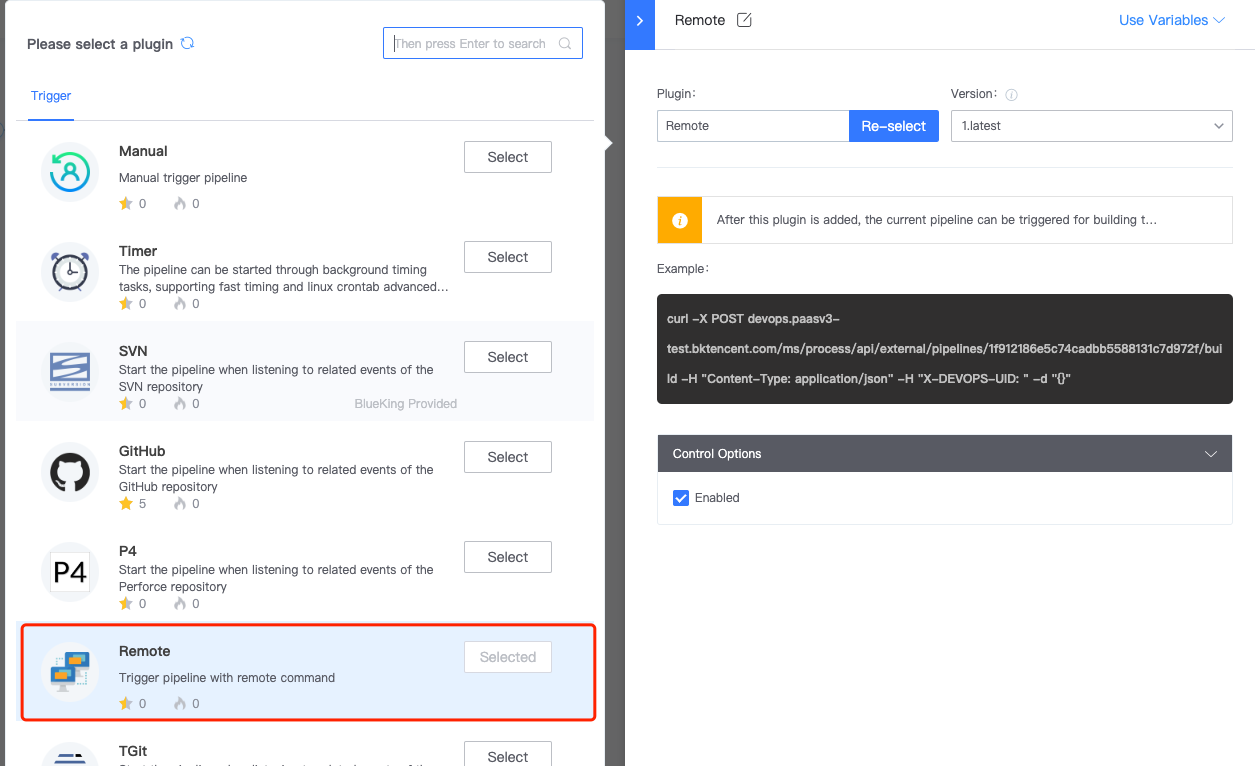 Please select a plugin
Then press Enter to search
Trigger
Manual
Select
Manual trigger pipeline
0 0
Timer
Select
The pipeline can be started through background timing
tasks, supporting fast timing and linux crontab advanced...
0 0
SVN
Select
Start the pipeline when listening to related events of the
SVN repository
0 0 BlueKing Provided
SUBVERSION
GitHub
Select
Start the pipeline when listening to related events of the
GitHub repository
5 0
P4
P4
Select
Start the pipeline when listening to related events of the
Perforce repository
0 0
Remote
Selected
Trigger pipeline with remote command
0 0
TGit
Select
Remote
Use Variables
Plugin:
Remote
Re-select
Version:
1.latest
After this plugin is added, the current pipeline can be triggered for building t...
Example:
curl -X POST devops.paasv3-
test.bktencent.com/ms/process/api/external/pipelines/1f912186e5c74cadbb5588131c7d972f/bui
ld -H "Content-Type: application/json" -H "X-DEVOPS-UID: " -d "{}"
Control Options
Enabled